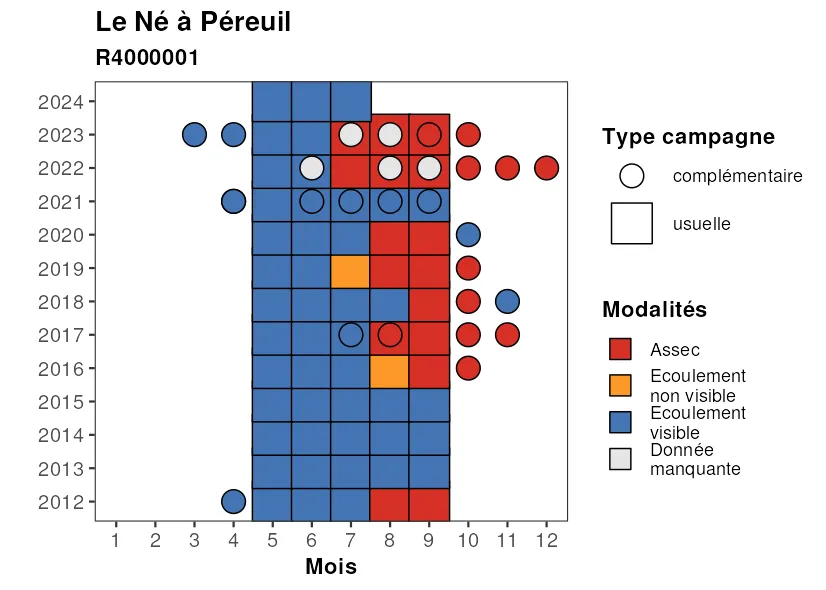 Le Né à Péreuil
R4000001
2024
2023
2022
2021
2020
2019
2018
2017
2016
2015
2014
2013
2012
1 2 3 4 5 6 7 8 9 10 11 12
Mois
Type campagne
complémentaire
usuelle
Modalités
Assec
Ecoulement
non visible
Ecoulement
visible
Donnée
manquante